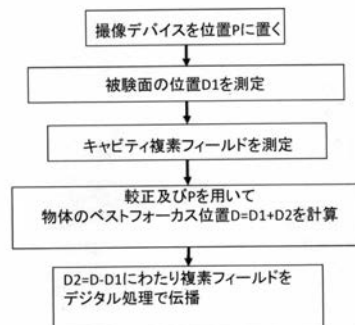 撮像デバイスを位置Pに置く
被験面の位置D1を測定
キャビティ複素フィールドを測定
較正及びPを用いて
物体のベストフォーカス位置D=D1+D2を計算
D2=D-D1にわたり複素フィールドを
デジタル処理で伝播